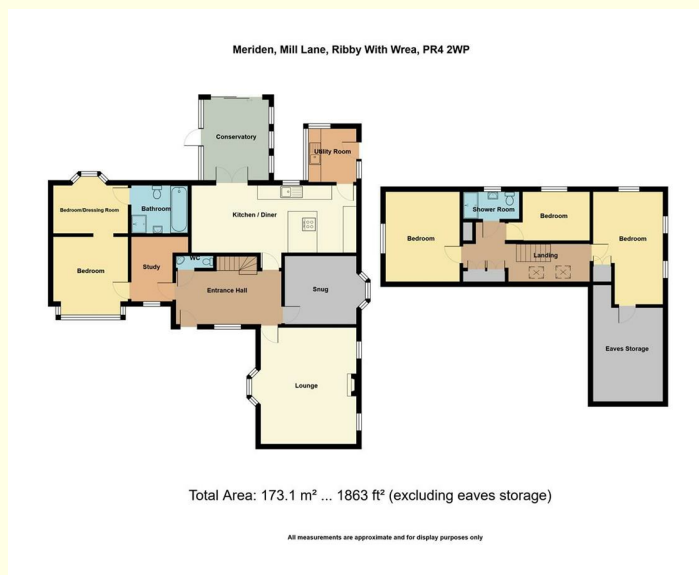 Meriden, Mill Lane, Ribby With Wrea, PR4 2WP
Conservatory
Utility Room
Bedroom/Dressing Room
Bathroom
Kitchen / Diner
Bedroom
Study
WC
Entrance Hall
Snug
Lounge
Shower Room
Bedroom
Bedroom
Bedroom
Landing
Eaves Storage
Total Area: 173.1 m² ... 1863 ft² (excluding eaves storage)
All measurements are approximate and for display purposes only